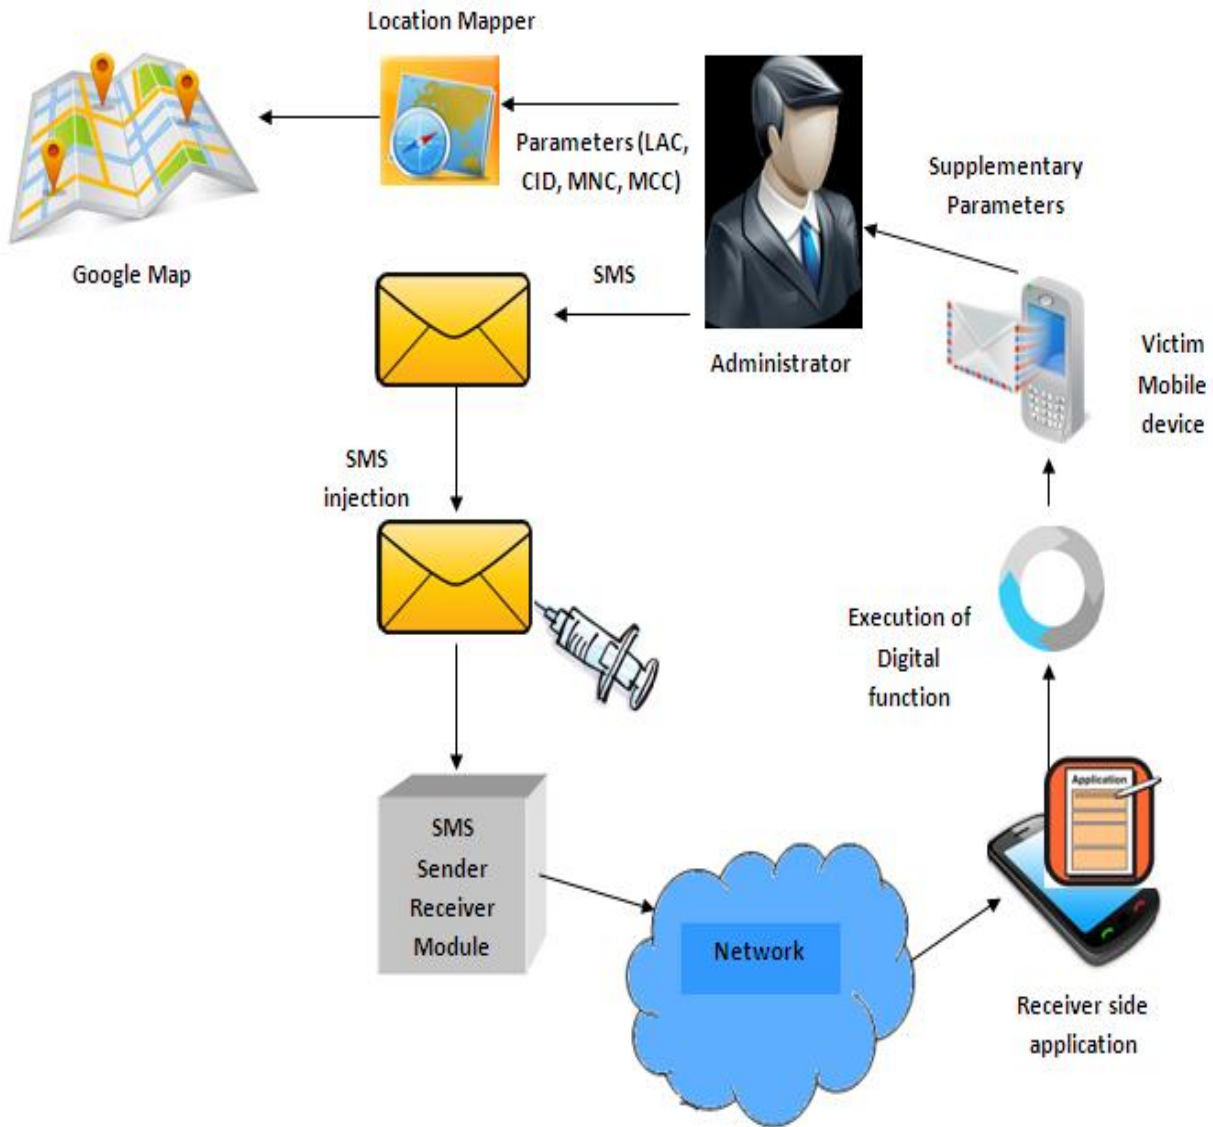 Location Mapper
Parameters (LAC,
CID, MNC, MCC)
Supplementary
Parameters
Google Map
SMS
Administrator
Victim
Mobile
device
SMS
injection
Execution of
Digital
function
Application
SMS
Sender
Receiver
Module
Network
Receiver side
application